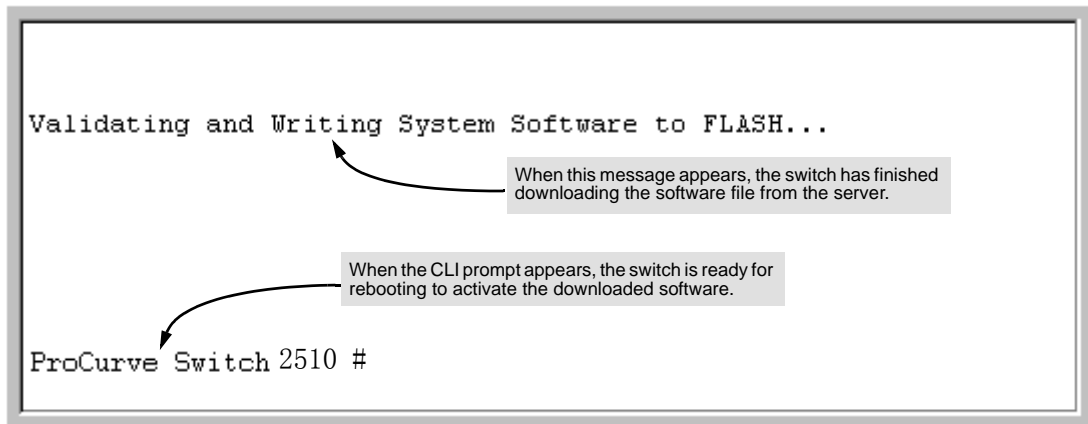 Validating and Writing System Software to FLASH...
When this message appears, the switch has finished
downloading the software file from the server.
When the CLI prompt appears, the switch is ready for
rebooting to activate the downloaded software.
ProCurve Switch 2510 #